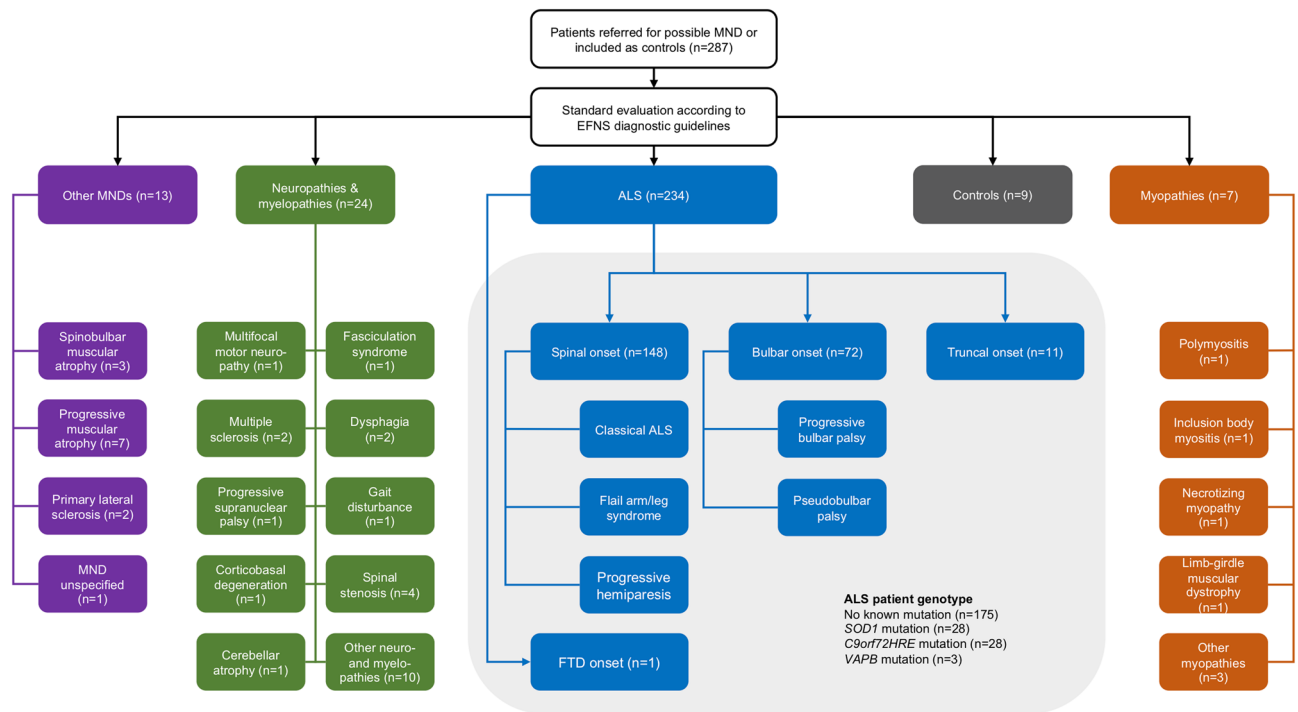 Patients referred for possible MND or
included as controls (n=287)
Standard evaluation according to
EFNS diagnostic guidelines
Other MNDs (n=13)
Neuropathies &
myelopathies (n=24)
ALS (n=234)
Controls (n=9)
Myopathies (n=7)
Spinobulbar
muscular
atrophy (n=3)
Progressive
muscular
atrophy (n=7)
Primary lateral
sclerosis (n=2)
MND
unspecified
(n=1)
Multifocal
motor neuro-
pathy (n=1)
Fasciculation
syndrome
(n=1)
Multiple
sclerosis (n=2)
Dysphagia
(n=2)
Progressive
supranuclear
palsy (n=1)
Gait
disturbance
(n=1)
Corticobasal
degeneration
(n=1)
Spinal
stenosis (n=4)
Cerebellar
atrophy (n=1)
Other neuro-
and myelo-
pathies (n=10)
Spinal onset (n=148)
Classical ALS
Flail arm/leg
syndrome
Progressive
hemiparesis
FTD onset (n=1)
Bulbar onset (n=72)
Progressive
bulbar palsy
Pseudobulbar
palsy
Truncal onset (n=11)
ALS patient genotype
No known mutation (n=175)
SOD1 mutation (n=28)
C9orf72HRE mutation (n=28)
VAPB mutation (n=3)
Polymyositis
(n=1)
Inclusion body
myositis (n=1)
Necrotizing
myopathy
(n=1)
Limb-girdle
muscular
dystrophy
(n=1)
Other
myopathies
(n=3)